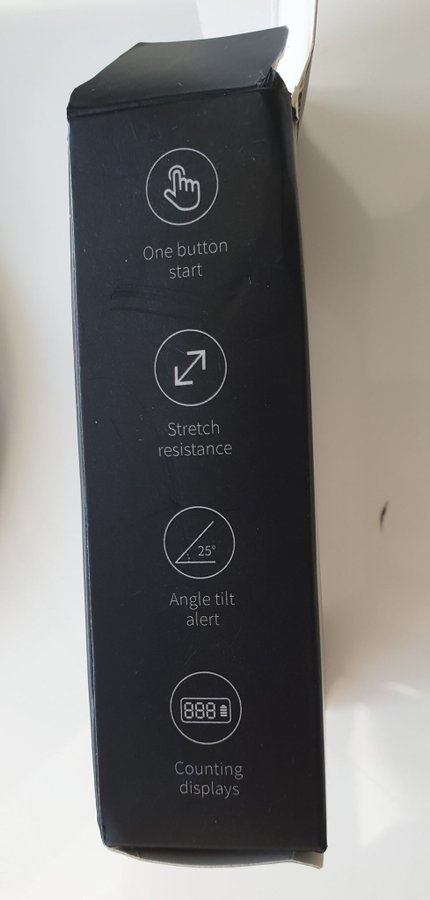 One button
start
Stretch
resistance
25°
Angle tilt
alert
888
Counting
displays